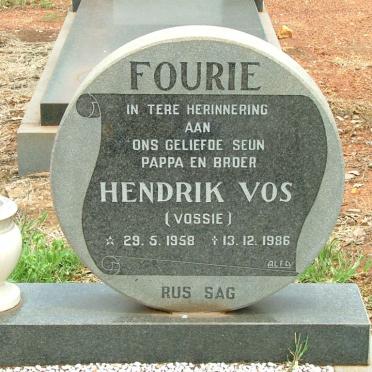 FOURIE
IN TERE HERINNERING
AAN
ONS GELIEFDE SEUN
PAPPA EN BROER
HENDRIK VOS
(VOSSIE)
☆ 29.5.1958 ✝ 13.12.1986
RUS SAG